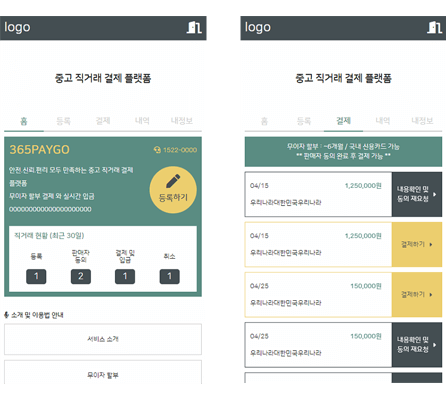 logo
중고 직거래 결제 플랫폼
홈 등록 결제 내역 내정보
365PAYGO
1522-0000
안전 신뢰 편리 모두 만족하는 중고 직거래 결제
플랫폼
무이자 할부 결제 와 실시간 입금
0000000000000000000000
등록하기
직거래 현황 (최근 30일)
등록 판매자 동의 결제 및 입금 취소
1 2 1 1
소개 및 이용법 안내
서비스 소개
무이자 할부
logo
중고 직거래 결제 플랫폼
홈 등록 결제 내역 내정보
무이자 할부 : ~6개월 / 국내 신용카드 가능
** 판매자 동의 완료 후 결제 가능 **
04/15 1,250,000원
우리나라대한민국우리나라
내용확인 및
동의 재요청
04/15 1,250,000원
우리나라대한민국우리나라
결제하기
04/25 150,000원
우리나라대한민국우리나라
결제하기
04/25 150,000원
우리나라대한민국우리나라
내용확인 및
동의 재요청